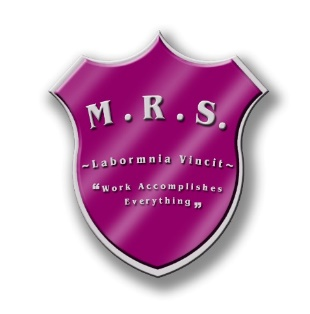 M.R.S.
~Labormnia Vincit~
“Work Accomplishes
Everything„